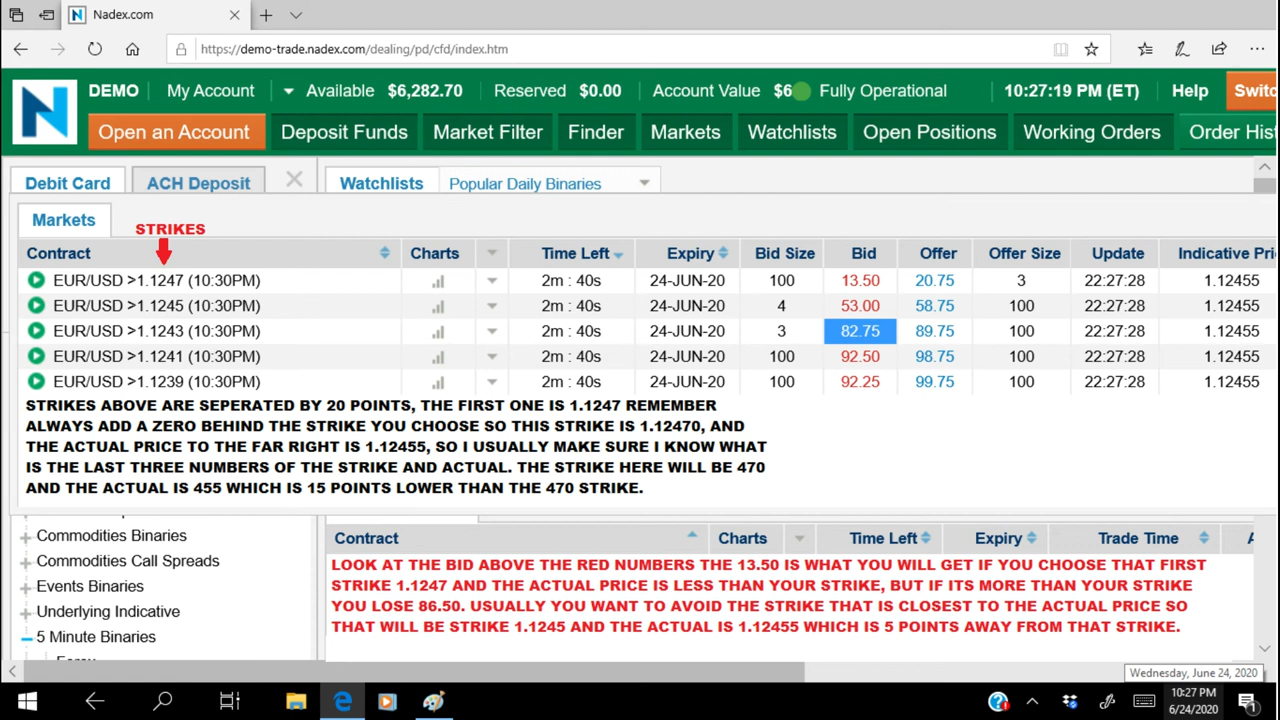 Nadex.com
https://demo-trade.nadex.com/dealing/pd/cfd/index.htm
N DEMO My Account Available $6,282.70 Reserved $0.00 Account Value $6 Fully Operational 10:27:19 PM (ET) Help Switc
Open an Account Deposit Funds Market Filter Finder Markets Watchlists Open Positions Working Orders Order His
Debit Card ACH Deposit Watchlists Popular Daily Binaries
Markets
STRIKES
Contract Charts Time Left Expiry Bid Size Bid Offer Offer Size Update Indicative Pri
EUR/USD >1.1247 (10:30PM) 2m : 40s 24-JUN-20 100 13.50 20.75 3 22:27:28 1.12455
EUR/USD >1.1245 (10:30PM) 2m : 40s 24-JUN-20 4 53.00 58.75 100 22:27:28 1.12455
EUR/USD >1.1243 (10:30PM) 2m : 40s 24-JUN-20 3 82.75 89.75 100 22:27:28 1.12455
EUR/USD >1.1241 (10:30PM) 2m : 40s 24-JUN-20 100 92.50 98.75 100 22:27:28 1.12455
EUR/USD >1.1239 (10:30PM) 2m : 40s 24-JUN-20 100 92.25 99.75 100 22:27:28 1.12455
STRIKES ABOVE ARE SEPERATED BY 20 POINTS, THE FIRST ONE IS 1.1247 REMEMBER
ALWAYS ADD A ZERO BEHIND THE STRIKE YOU CHOOSE SO THIS STRIKE IS 1.12470, AND
THE ACTUAL PRICE TO THE FAR RIGHT IS 1.12455, SO I USUALLY MAKE SURE I KNOW WHAT
IS THE LAST THREE NUMBERS OF THE STRIKE AND ACTUAL. THE STRIKE HERE WILL BE 470
AND THE ACTUAL IS 455 WHICH IS 15 POINTS LOWER THAN THE 470 STRIKE.
Commodities Binaries
Commodities Call Spreads
Events Binaries
Underlying Indicative
5 Minute Binaries
Contract Charts Time Left Expiry Trade Time A
LOOK AT THE BID ABOVE THE RED NUMBERS THE 13.50 IS WHAT YOU WILL GET IF YOU CHOOSE THAT FIRST
STRIKE 1.1247 AND THE ACTUAL PRICE IS LESS THAN YOUR STRIKE, BUT IF ITS MORE THAN YOUR STRIKE
YOU LOSE 86.50. USUALLY YOU WANT TO AVOID THE STRIKE THAT IS CLOSEST TO THE ACTUAL PRICE SO
THAT WILL BE STRIKE 1.1245 AND THE ACTUAL IS 1.12455 WHICH IS 5 POINTS AWAY FROM THAT STRIKE.
Wednesday, June 24, 2020
10:27 PM
6/24/2020
1